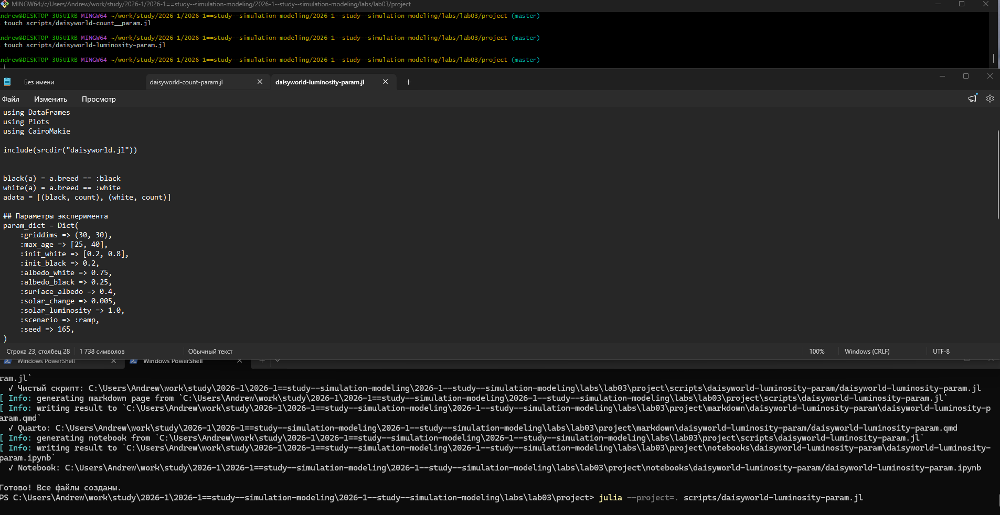 MINGW64:/c/Users/Andrew/work/study/2026-1/2026-1==study--simulation-modeling/2026-1--study--simulation-modeling/labs/lab03/project
ndrew@DESKTOP-3U5UIRB MINGW64 ~/work/study/2026-1/2026-1==study--simulation-modeling/2026-1--study--simulation-modeling/labs/lab03/project (master)
touch scripts/daisyworld-count__param.jl
ndrew@DESKTOP-3U5UIRB MINGW64 ~/work/study/2026-1/2026-1==study--simulation-modeling/2026-1--study--simulation-modeling/labs/lab03/project (master)
touch scripts/daisyworld-luminosity-param.jl
ndrew@DESKTOP-3U5UIRB MINGW64 ~/work/study/2026-1/2026-1==study--simulation-modeling/2026-1--study--simulation-modeling/labs/lab03/project (master)
Без имени daisyworld-count-param.jl daisyworld-luminosity-param.jl
Файл Изменить Просмотр
using DataFrames
using Plots
using CairoMakie
include(srcdir("daisyworld.jl"))
black(a) = a.breed == :black
white(a) = a.breed == :white
adata = [(black, count), (white, count)]
## Параметры эксперимента
param_dict = Dict(
    :griddims => (30, 30),
    :max_age => [25, 40],
    :init_white => [0.2, 0.8],
    :init_black => 0.2,
    :albedo_white => 0.75,
    :albedo_black => 0.25,
    :surface_albedo => 0.4,
    :solar_change => 0.005,
    :solar_luminosity => 1.0,
    :scenario => :ramp,
    :seed => 165,
)
Строка 23, столбец 28 1 738 символов Обычный текст 100% Windows (CRLF) UTF-8
Windows PowerShell Windows PowerShell
ram.jl`
✓ Чистый скрипт: C:\Users\Andrew\work\study\2026-1\2026-1==study--simulation-modeling\2026-1--study--simulation-modeling\labs\lab03\project\scripts\daisyworld-luminosity-param/daisyworld-luminosity-param.jl
[ Info: generating markdown page from `C:\Users\Andrew\work\study\2026-1\2026-1==study--simulation-modeling\2026-1--study--simulation-modeling\labs\lab03\project\scripts\daisyworld-luminosity-param.jl`
[ Info: writing result to `C:\Users\Andrew\work\study\2026-1\2026-1==study--simulation-modeling\2026-1--study--simulation-modeling\labs\lab03\project\markdown\daisyworld-luminosity-param\daisyworld-luminosity-p
aram.qmd`
✓ Quarto: C:\Users\Andrew\work\study\2026-1\2026-1==study--simulation-modeling\2026-1--study--simulation-modeling\labs\lab03\project\markdown\daisyworld-luminosity-param/daisyworld-luminosity-param.qmd
[ Info: generating notebook from `C:\Users\Andrew\work\study\2026-1\2026-1==study--simulation-modeling\2026-1--study--simulation-modeling\labs\lab03\project\scripts\daisyworld-luminosity-param.jl`
[ Info: writing result to `C:\Users\Andrew\work\study\2026-1\2026-1==study--simulation-modeling\2026-1--study--simulation-modeling\labs\lab03\project\notebooks\daisyworld-luminosity-param\daisyworld-luminosity-
param.ipynb`
✓ Notebook: C:\Users\Andrew\work\study\2026-1\2026-1==study--simulation-modeling\2026-1--study--simulation-modeling\labs\lab03\project\notebooks\daisyworld-luminosity-param/daisyworld-luminosity-param.ipynb
Готово! Все файлы созданы.
PS C:\Users\Andrew\work\study\2026-1\2026-1==study--simulation-modeling\2026-1--study--simulation-modeling\labs\lab03\project> julia --project=. scripts/daisyworld-luminosity-param.jl